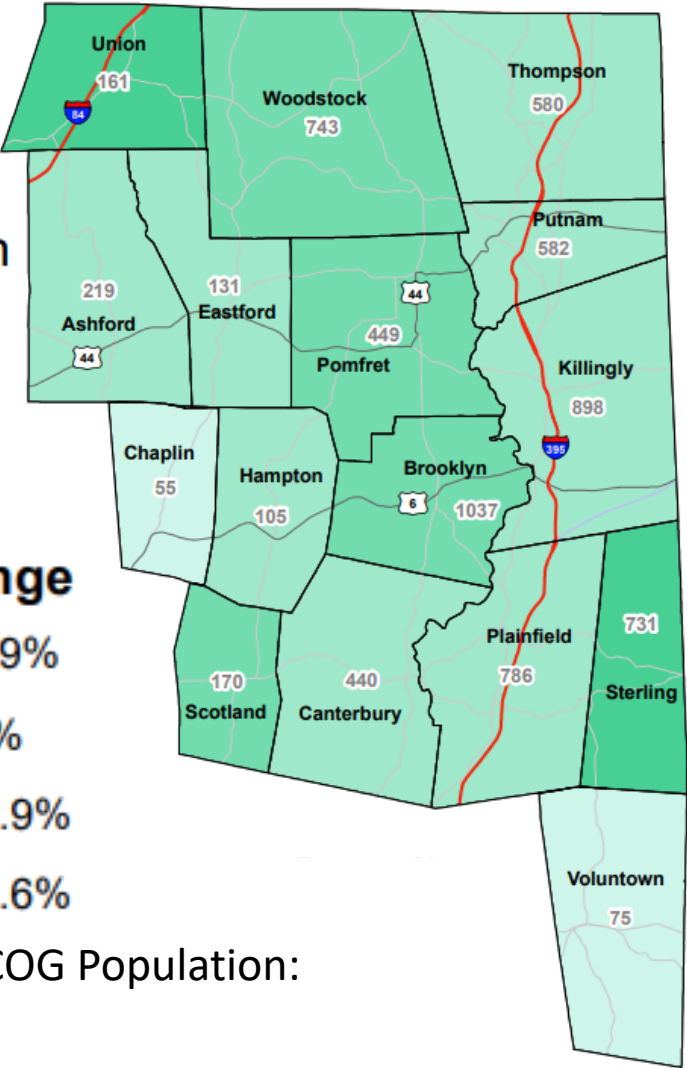 Union
161
84
Woodstock
743
Thompson
580
Putnam
582
219
Ashford
44
131
Eastford
44
449
Pomfret
Killingly
898
395
Chaplin
55
Hampton
105
Brooklyn
6
1037
nge
9%
%
.9%
.6%
170
Scotland
440
Canterbury
Plainfield
786
731
Sterling
Voluntown
75
COG Population: